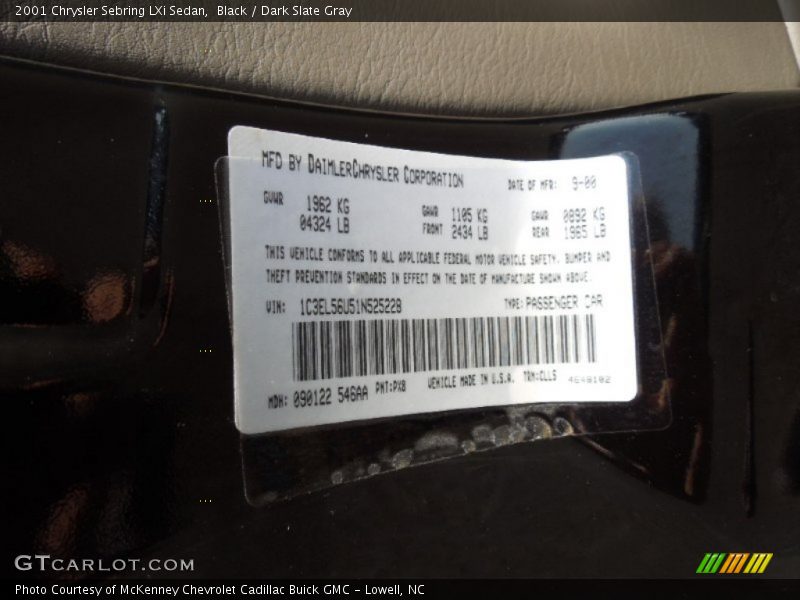 2001 Chrysler Sebring LXi Sedan,  Black / Dark Slate Gray
MFD BY DAIMLERCHRYSLER CORPORATION
DATE OF MFR: 9-00
GVWR 1962 KG
04324 LB
GAWR 1105 KG
FRONT 2434 LB
GAWR 0892 KG
REAR 1965 LB
THIS VEHICLE CONFORMS TO ALL APPLICABLE FEDERAL MOTOR VEHICLE SAFETY, BUMPER AND
THEFT PREVENTION STANDARDS IN EFFECT ON THE DATE OF MANUFACTURE SHOWN ABOVE.
VIN: 1C3EL56U51N525228 TYPE: PASSENGER CAR
MDH: 090122 546AA PNT:PX8 VEHICLE MADE IN U.S.A. TRM:CLLS 4648102
GTCARLOT.COM
Photo Courtesy of McKenney Chevrolet Cadillac Buick GMC - Lowell, NC